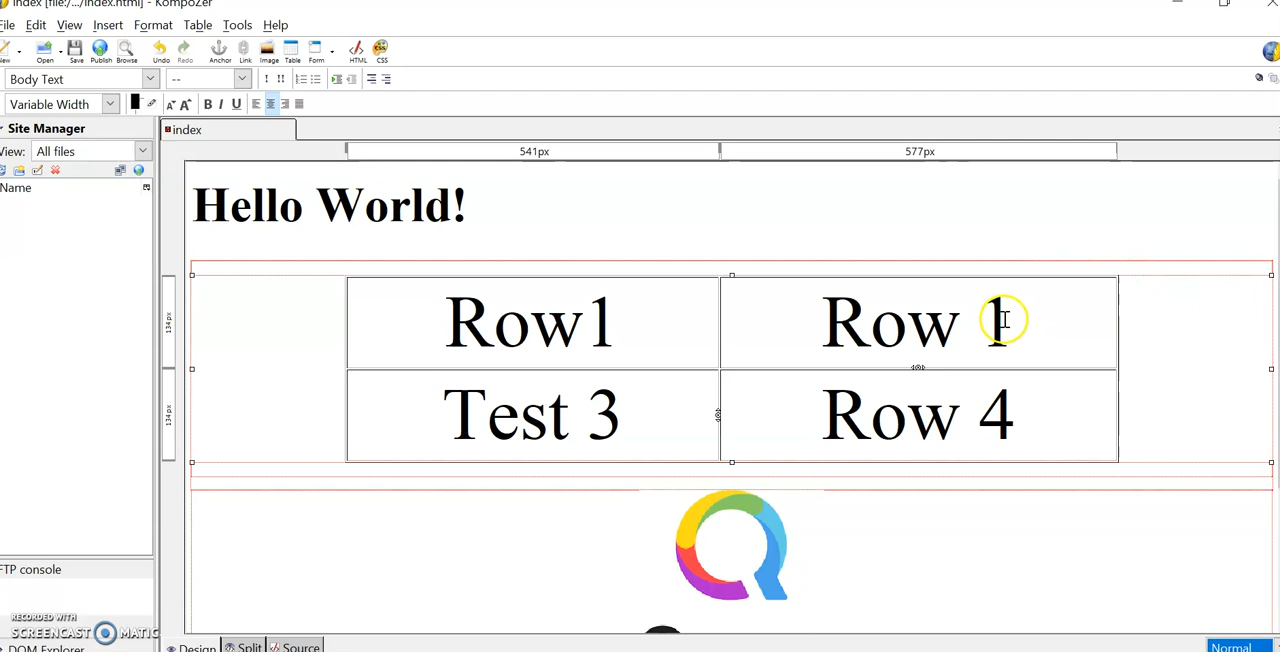 index [file:/.../index.html] - KompoZer
File Edit View Insert Format Table Tools Help
New Open Save Publish Browse Undo Redo Anchor Link Image Table Form HTML CSS
Body Text --
Variable Width B I U
Site Manager index
View: All files 541px 577px
Name
Hello World!
134px Row1 Row 1
134px Test 3 Row 4
FTP console
RECORDED WITH
SCREENCAST MATIC
DOM Explorer Design Split Source Normal